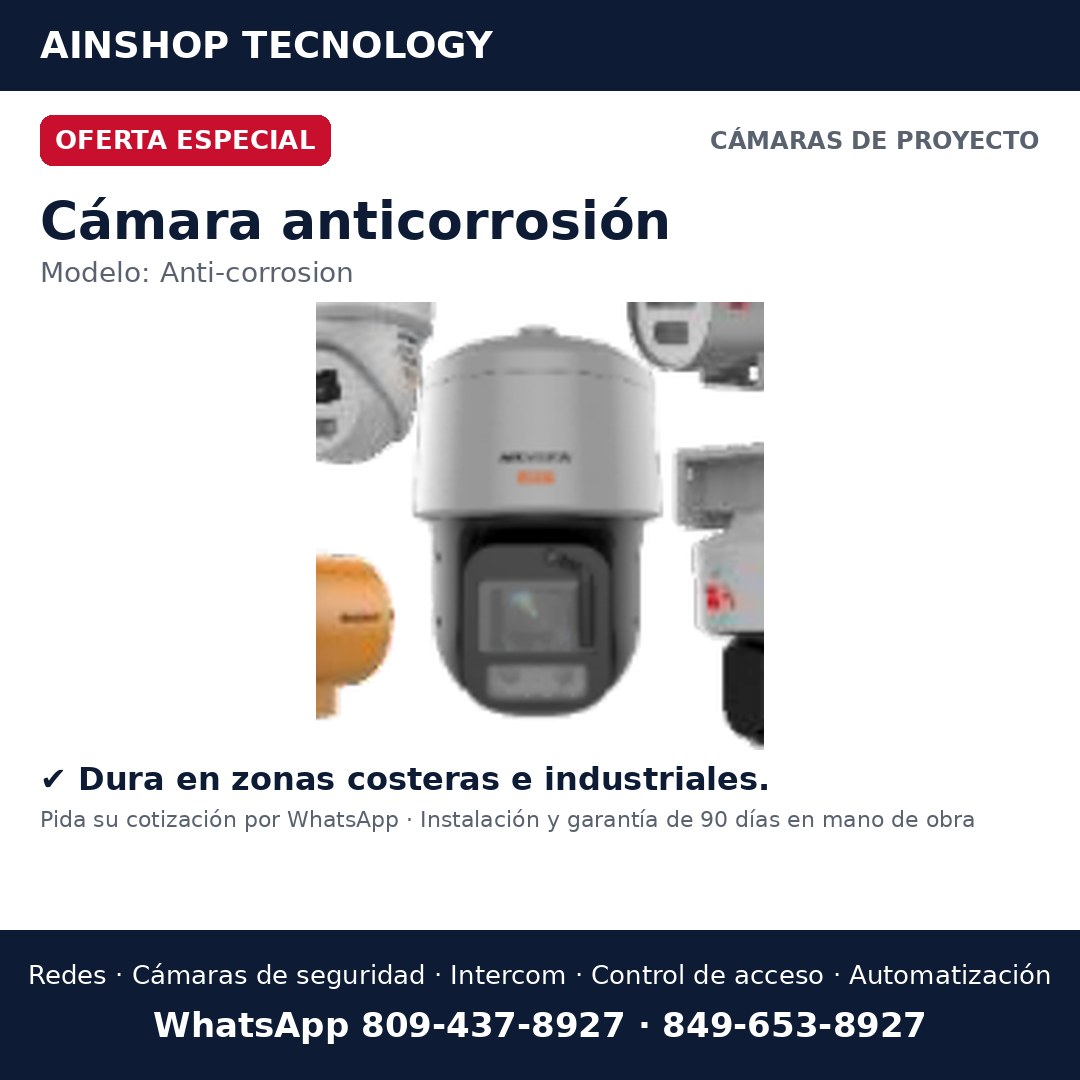 AINSHOP TECNOLOGY
OFERTA ESPECIAL
CÁMARAS DE PROYECTO
Cámara anticorrosión
Modelo: Anti-corrosion
✔ Dura en zonas costeras e industriales.
Pida su cotización por WhatsApp · Instalación y garantía de 90 días en mano de obra
Redes · Cámaras de seguridad · Intercom · Control de acceso · Automatización
WhatsApp 809-437-8927 · 849-653-8927